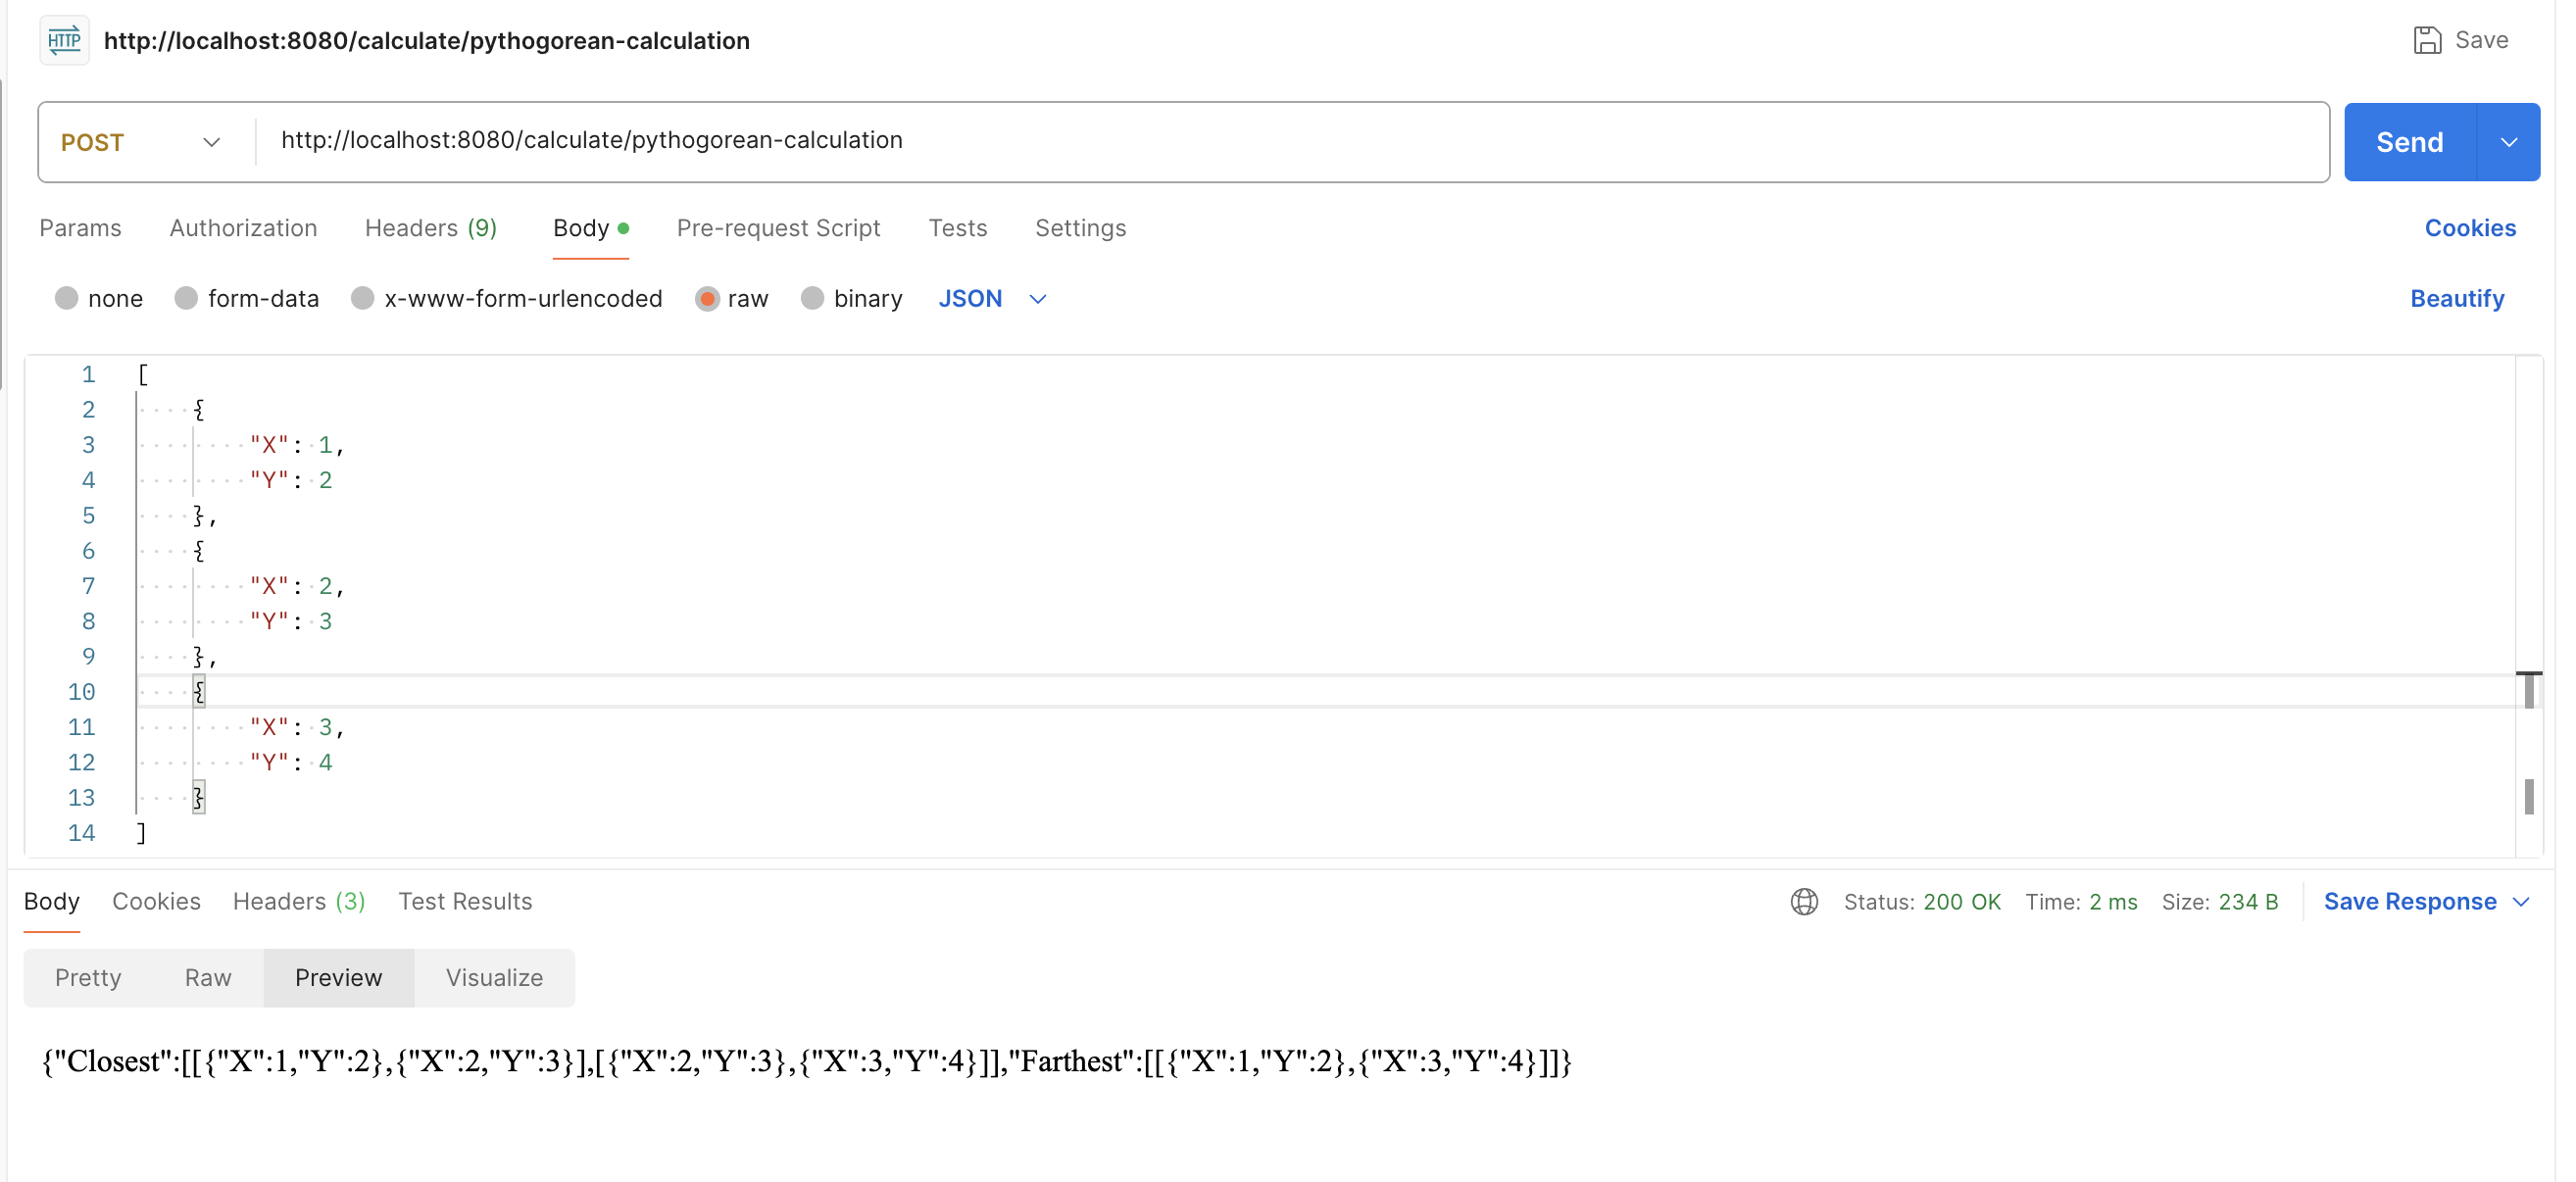 HTTP http://localhost:8080/calculate/pythogorean-calculation Save
POST http://localhost:8080/calculate/pythogorean-calculation Send
Params Authorization Headers (9) Body Pre-request Script Tests Settings Cookies
none form-data x-www-form-urlencoded raw binary JSON Beautify
1 [
2 {
3 "X": 1,
4 "Y": 2
5 },
6 {
7 "X": 2,
8 "Y": 3
9 },
10 {
11 "X": 3,
12 "Y": 4
13 }
14 ]
Body Cookies Headers (3) Test Results Status: 200 OK Time: 2 ms Size: 234 B Save Response
Pretty Raw Preview Visualize
{"Closest":[[{"X":1,"Y":2},{"X":2,"Y":3}],[{"X":2,"Y":3},{"X":3,"Y":4}]],"Farthest":[[{"X":1,"Y":2},{"X":3,"Y":4}]]}